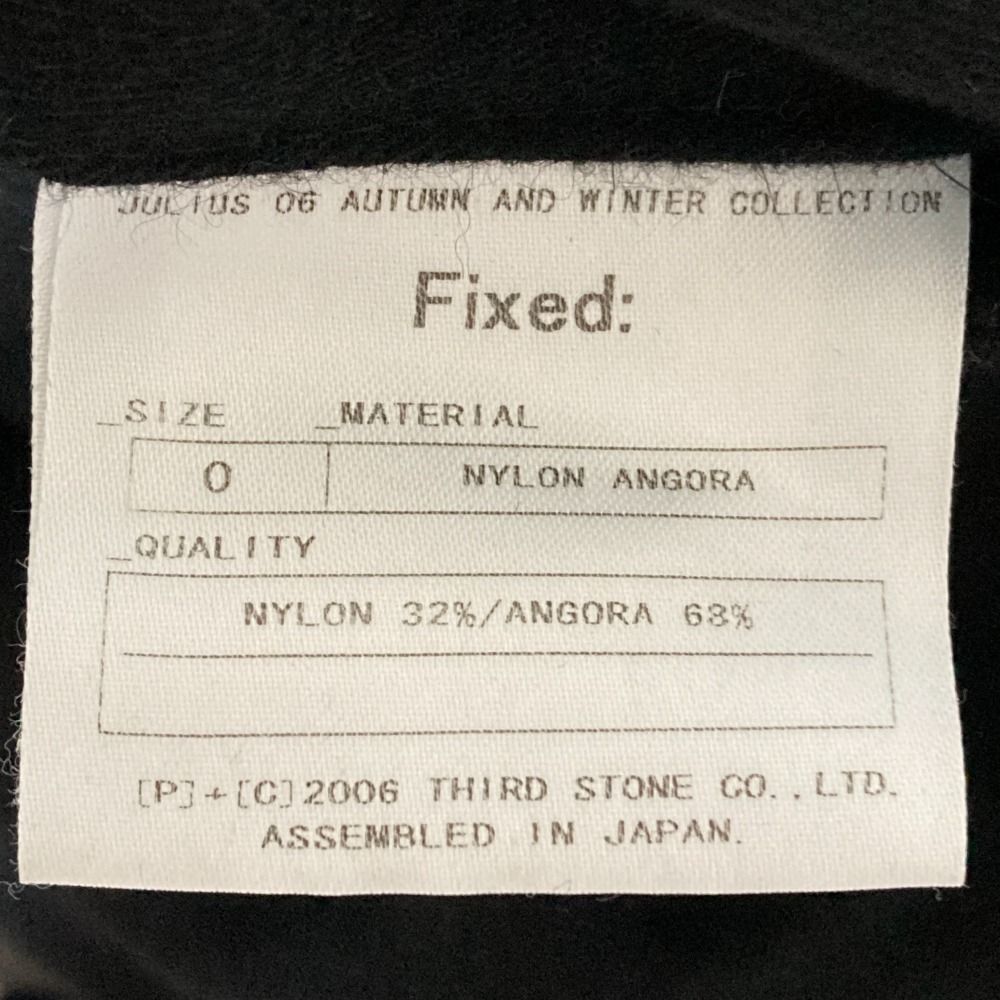 JULIUS 06 AUTUMN AND WINTER COLLECTION
Fixed:
_SIZE _MATERIAL
0 NYLON ANGORA
_QUALITY
NYLON 32%/ANGORA 68%
[P]+[C]2006 THIRD STONE CO.,LTD.
ASSEMBLED IN JAPAN.